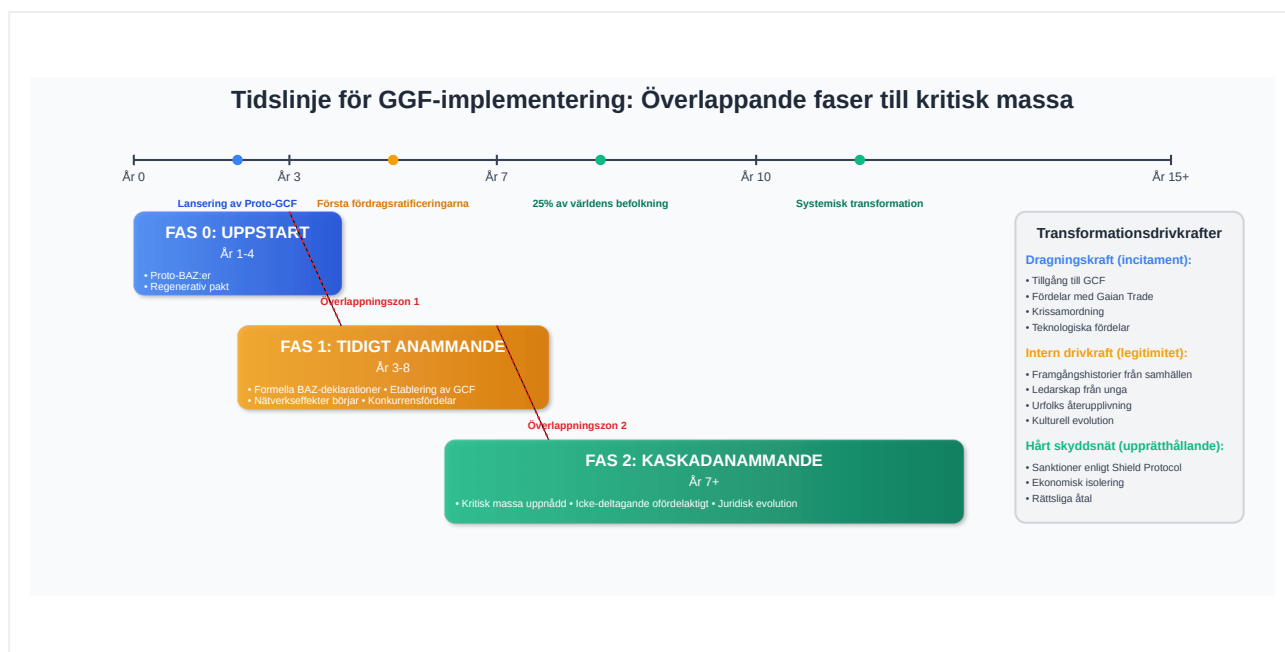 Tidslinje för GGF-implementering: Överlappande faser till kritisk massa
År 0
År 3
År 7
År 10
År 15+
Lansering av Proto-GCF
Första fördragsratificeringarna
25% av världens befolkning
Systemisk transformation
FAS 0: UPPSTART
År 1-4
• Proto-BAZ:er
• Regenerativ pakt
Överlappningszon 1
FAS 1: TIDIGT ANAMMANDE
År 3-8
• Formella BAZ-deklarationer • Etablering av GCF
• Nätverkseffekter börjar • Konkurrensfördelar
Överlappningszon 2
FAS 2: KASKADANAMMANDE
År 7+
• Kritisk massa uppnådd • Icke-deltagande ofördelaktigt • Juridisk evolution
Transformationsdrivkrafter
Dragningskraft (incitament):
• Tillgång till GCF
• Fördelar med Gaian Trade
• Krissamordning
• Teknologiska fördelar
Intern drivkraft (legitimitet):
• Framgångshistorier från samhällen
• Ledarskap från unga
• Urfolks återupplivning
• Kulturell evolution
Hårt skyddsnät (upprätthållande):
• Sanktioner enligt Shield Protocol
• Ekonomisk isolering
• Rättsliga åtal